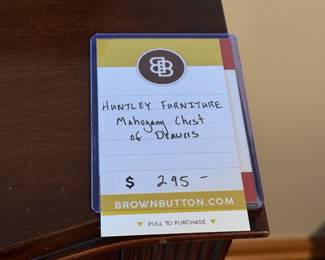 BB
HUNTLEY FURNITURE
Mahogany Chest
of Drawers
$ 295 -
BROWNBUTTON.COM
▼ PULL TO PURCHASE ▼